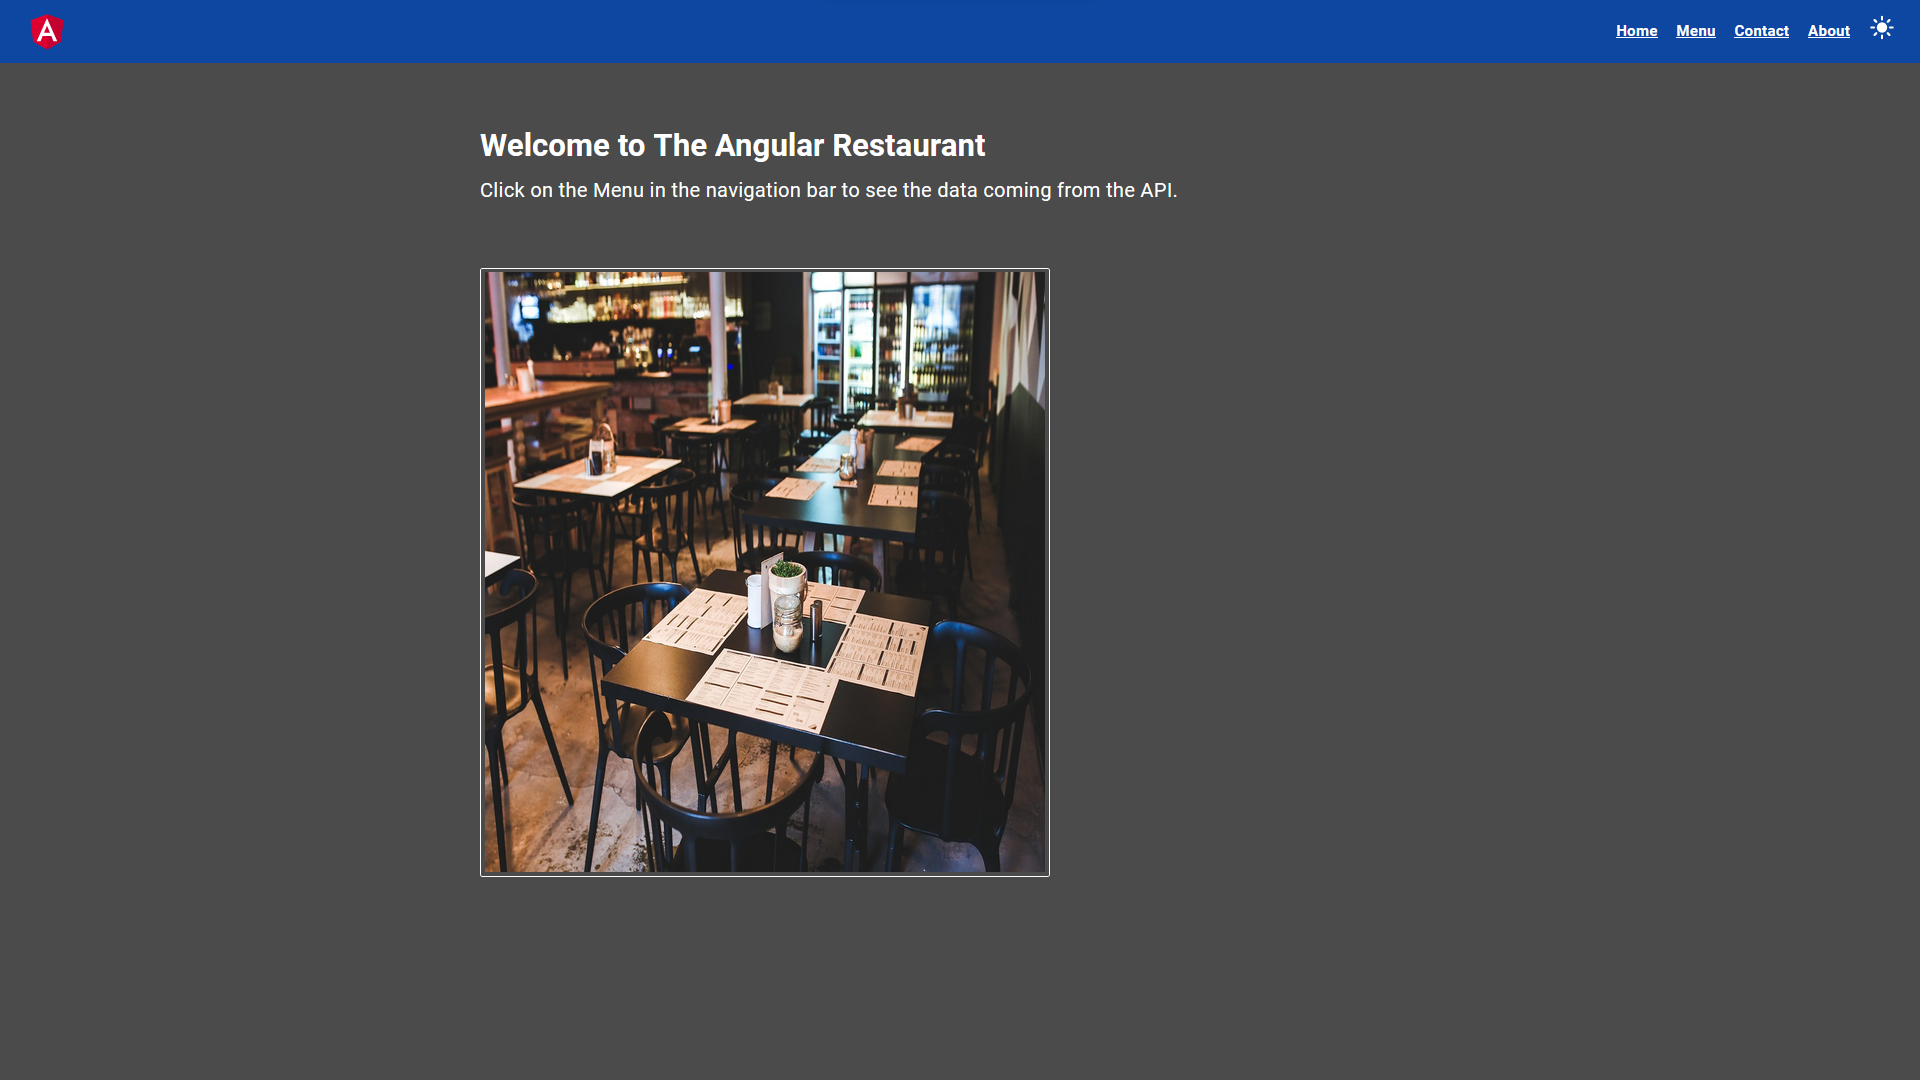 Home Menu Contact About
Welcome to The Angular Restaurant
Click on the Menu in the navigation bar to see the data coming from the API.